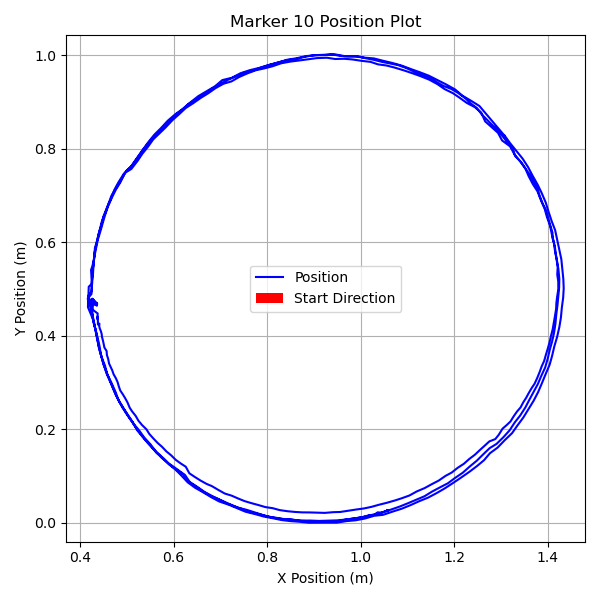 Marker 10 Position Plot
1.0
0.8
0.6
0.4
0.2
0.0
Y Position (m)
Position
Start Direction
0.4 0.6 0.8 1.0 1.2 1.4
X Position (m)